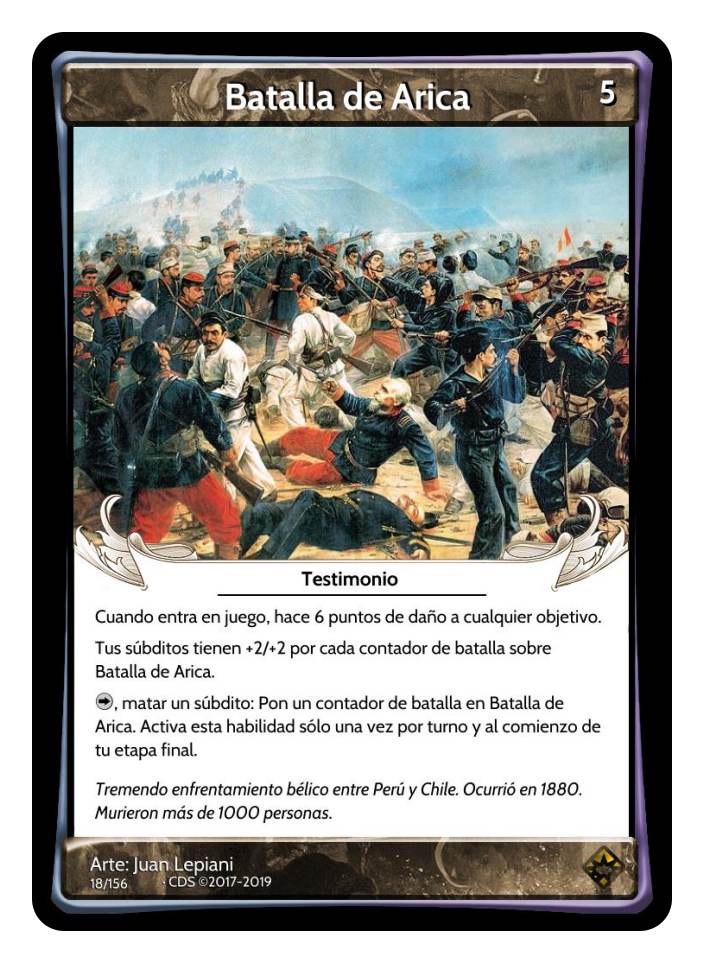 Batalla de Arica 5
Testimonio
Cuando entra en juego, hace 6 puntos de daño a cualquier objetivo.
Tus súbditos tienen +2/+2 por cada contador de batalla sobre
Batalla de Arica.
➡, matar un súbdito: Pon un contador de batalla en Batalla de
Arica. Activa esta habilidad sólo una vez por turno y al comienzo de
tu etapa final.
Tremendo enfrentamiento bélico entre Perú y Chile. Ocurrió en 1880.
Murieron más de 1000 personas.
Arte: Juan Lepiani
18/156 · CDS ©2017-2019